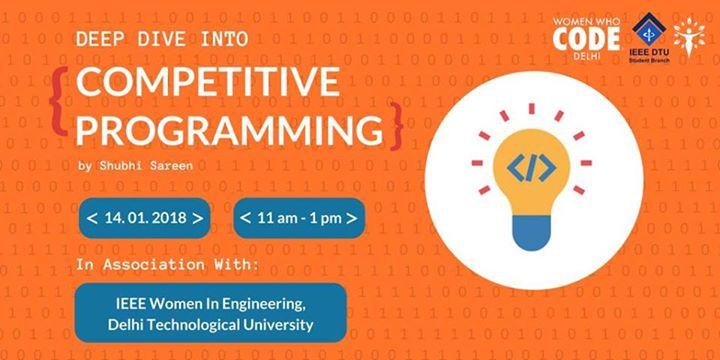 DEEP DIVE INTO
{ COMPETITIVE
PROGRAMMING }
by Shubhi Sareen
< 14. 01. 2018 >
< 11 am - 1 pm >
In Association With:
IEEE Women In Engineering,
Delhi Technological University
WOMEN WHO
CODE
DELHI
IEEE DTU
Student Branch
</>